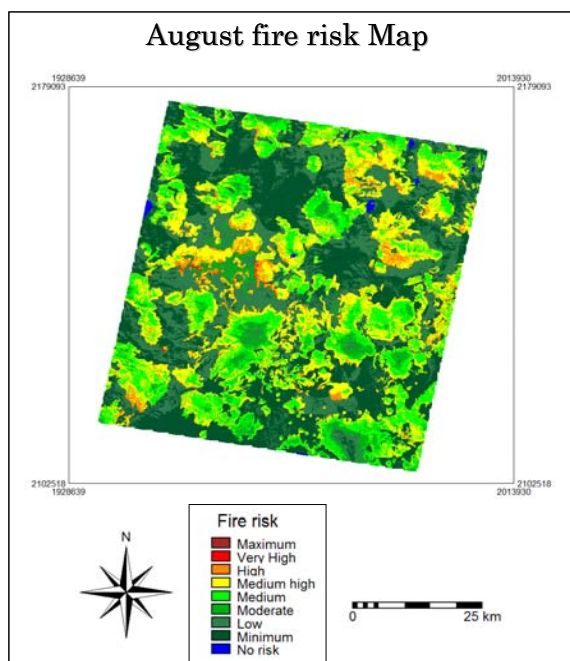 August fire risk Map
1928639 2013930
2179093 2179093
2102518 2102518
1928639 2013930
N
Fire risk
Maximum
Very High
High
Medium high
Medium
Moderate
Low
Minimum
No risk
0 25 km